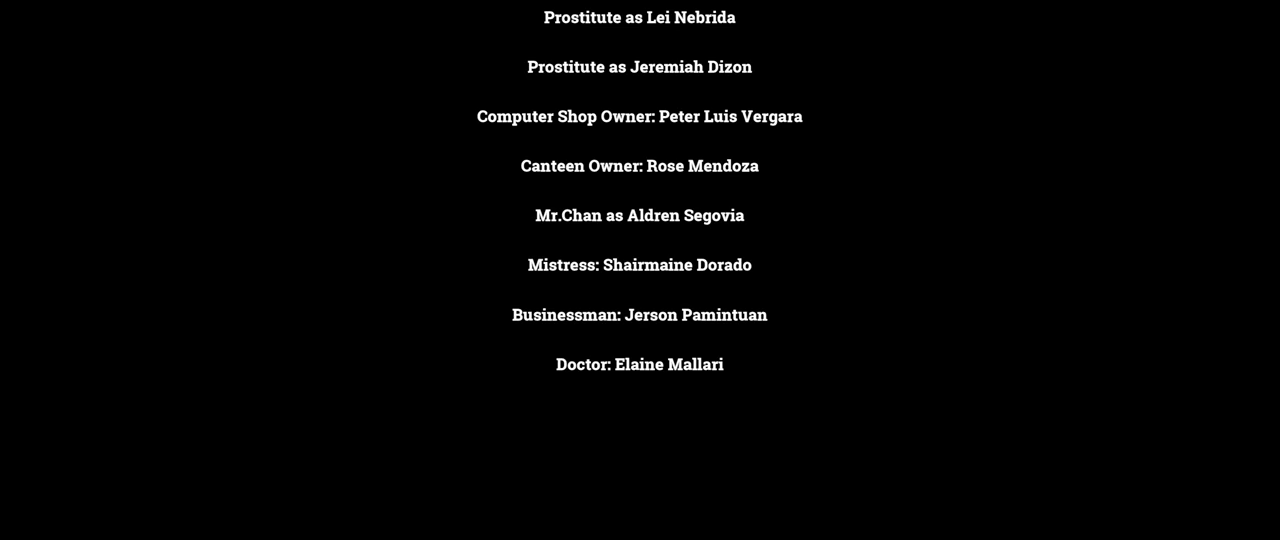 Prostitute as Lei Nebrida
Prostitute as Jeremiah Dizon
Computer Shop Owner: Peter Luis Vergara
Canteen Owner: Rose Mendoza
Mr.Chan as Aldren Segovia
Mistress: Shairmaine Dorado
Businessman: Jerson Pamintuan
Doctor: Elaine Mallari